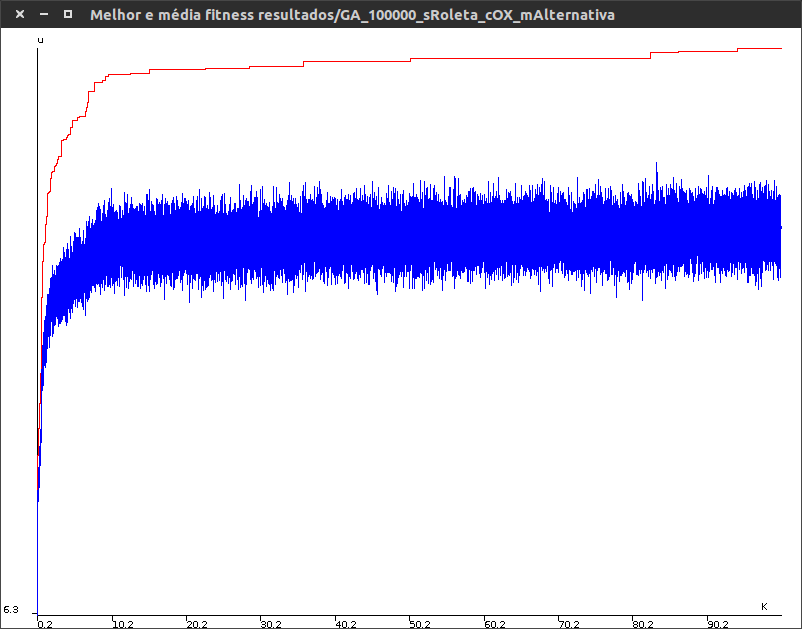 Melhor e média fitness resultados/GA_100000_sRoleta_cOX_mAlternativa
u
6.3
K
0.2 10.2 20.2 30.2 40.2 50.2 60.2 70.2 80.2 90.2